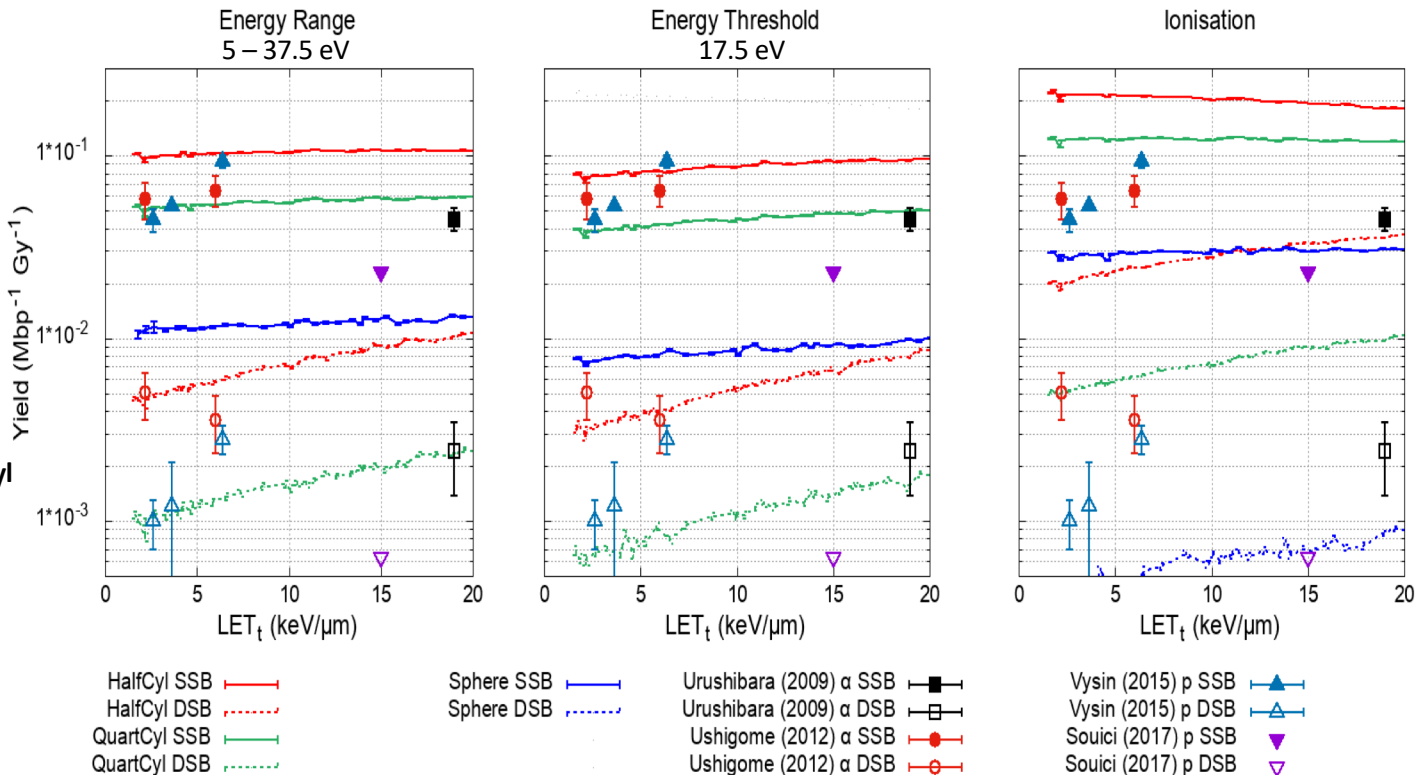 Energy Range
5 – 37.5 eV
Energy Threshold
17.5 eV
Ionisation
Yield (Mbp⁻¹ Gy⁻¹)
1*10⁻¹
1*10⁻²
1*10⁻³
yl
0 5 10 15 20
0 5 10 15 20
0 5 10 15 20
LETₜ (keV/µm)
LETₜ (keV/µm)
LETₜ (keV/µm)
HalfCyl SSB
HalfCyl DSB
QuartCyl SSB
QuartCyl DSB
Sphere SSB
Sphere DSB
Urushibara (2009) α SSB
Urushibara (2009) α DSB
Ushigome (2012) α SSB
Ushigome (2012) α DSB
Vysin (2015) p SSB
Vysin (2015) p DSB
Souici (2017) p SSB
Souici (2017) p DSB